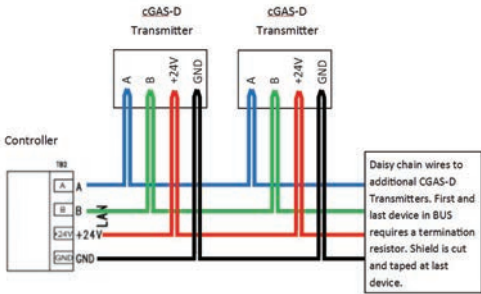 cGAS-D
Transmitter
cGAS-D
Transmitter
A
B
+24V
GND
A
B
+24V
GND
Controller
TB2
A
B
+24V
GND
A
B
+24V
GND
LAN
Daisy chain wires to
additional CGAS-D
Transmitters. First and
last device in BUS
requires a termination
resistor. Shield is cut
and taped at last
device.